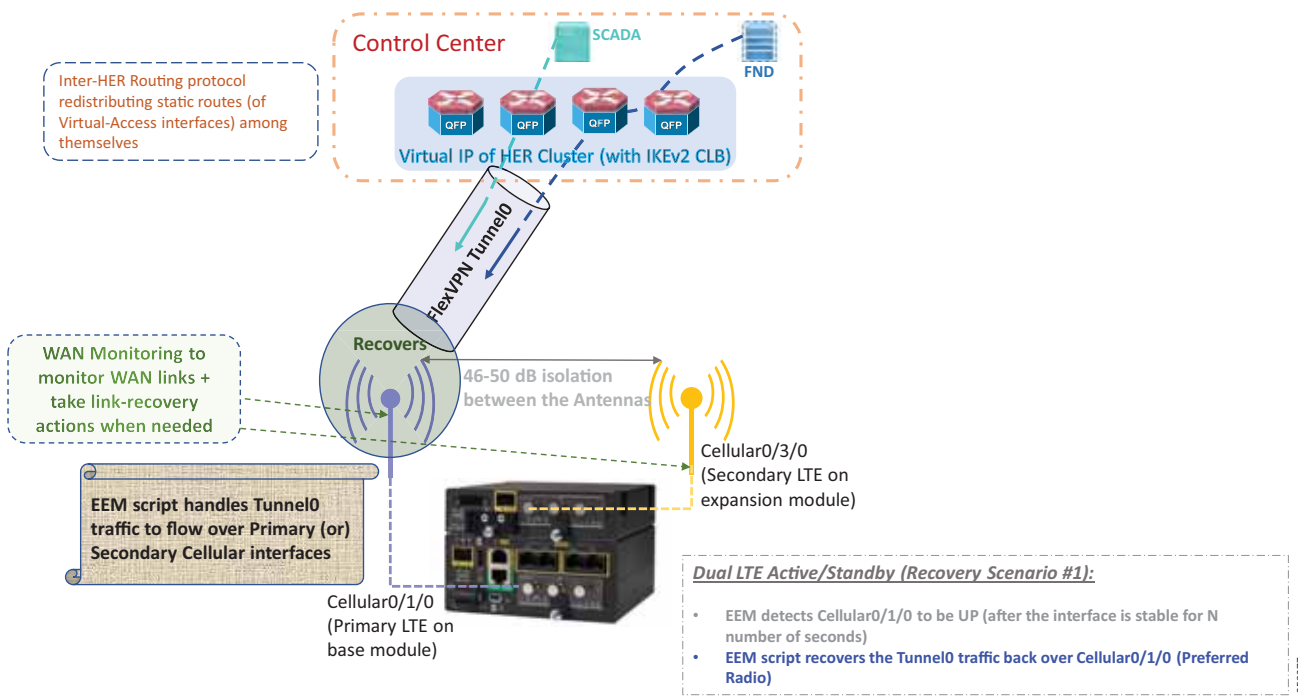 Control Center
SCADA
FND
Inter-HER Routing protocol
redistributing static routes (of
Virtual-Access interfaces) among
themselves
QFP
QFP
QFP
QFP
Virtual IP of HER Cluster (with IKEv2 CLB)
FlexVPN Tunnel0
Recovers
WAN Monitoring to
monitor WAN links +
take link-recovery
actions when needed
46-50 dB isolation
between the Antennas
Cellular0/3/0
(Secondary LTE on
expansion module)
EEM script handles Tunnel0
traffic to flow over Primary (or)
Secondary Cellular interfaces
Cellular0/1/0
(Primary LTE on
base module)
Dual LTE Active/Standby (Recovery Scenario #1):
• EEM detects Cellular0/1/0 to be UP (after the interface is stable for N
number of seconds)
• EEM script recovers the Tunnel0 traffic back over Cellular0/1/0 (Preferred
Radio)